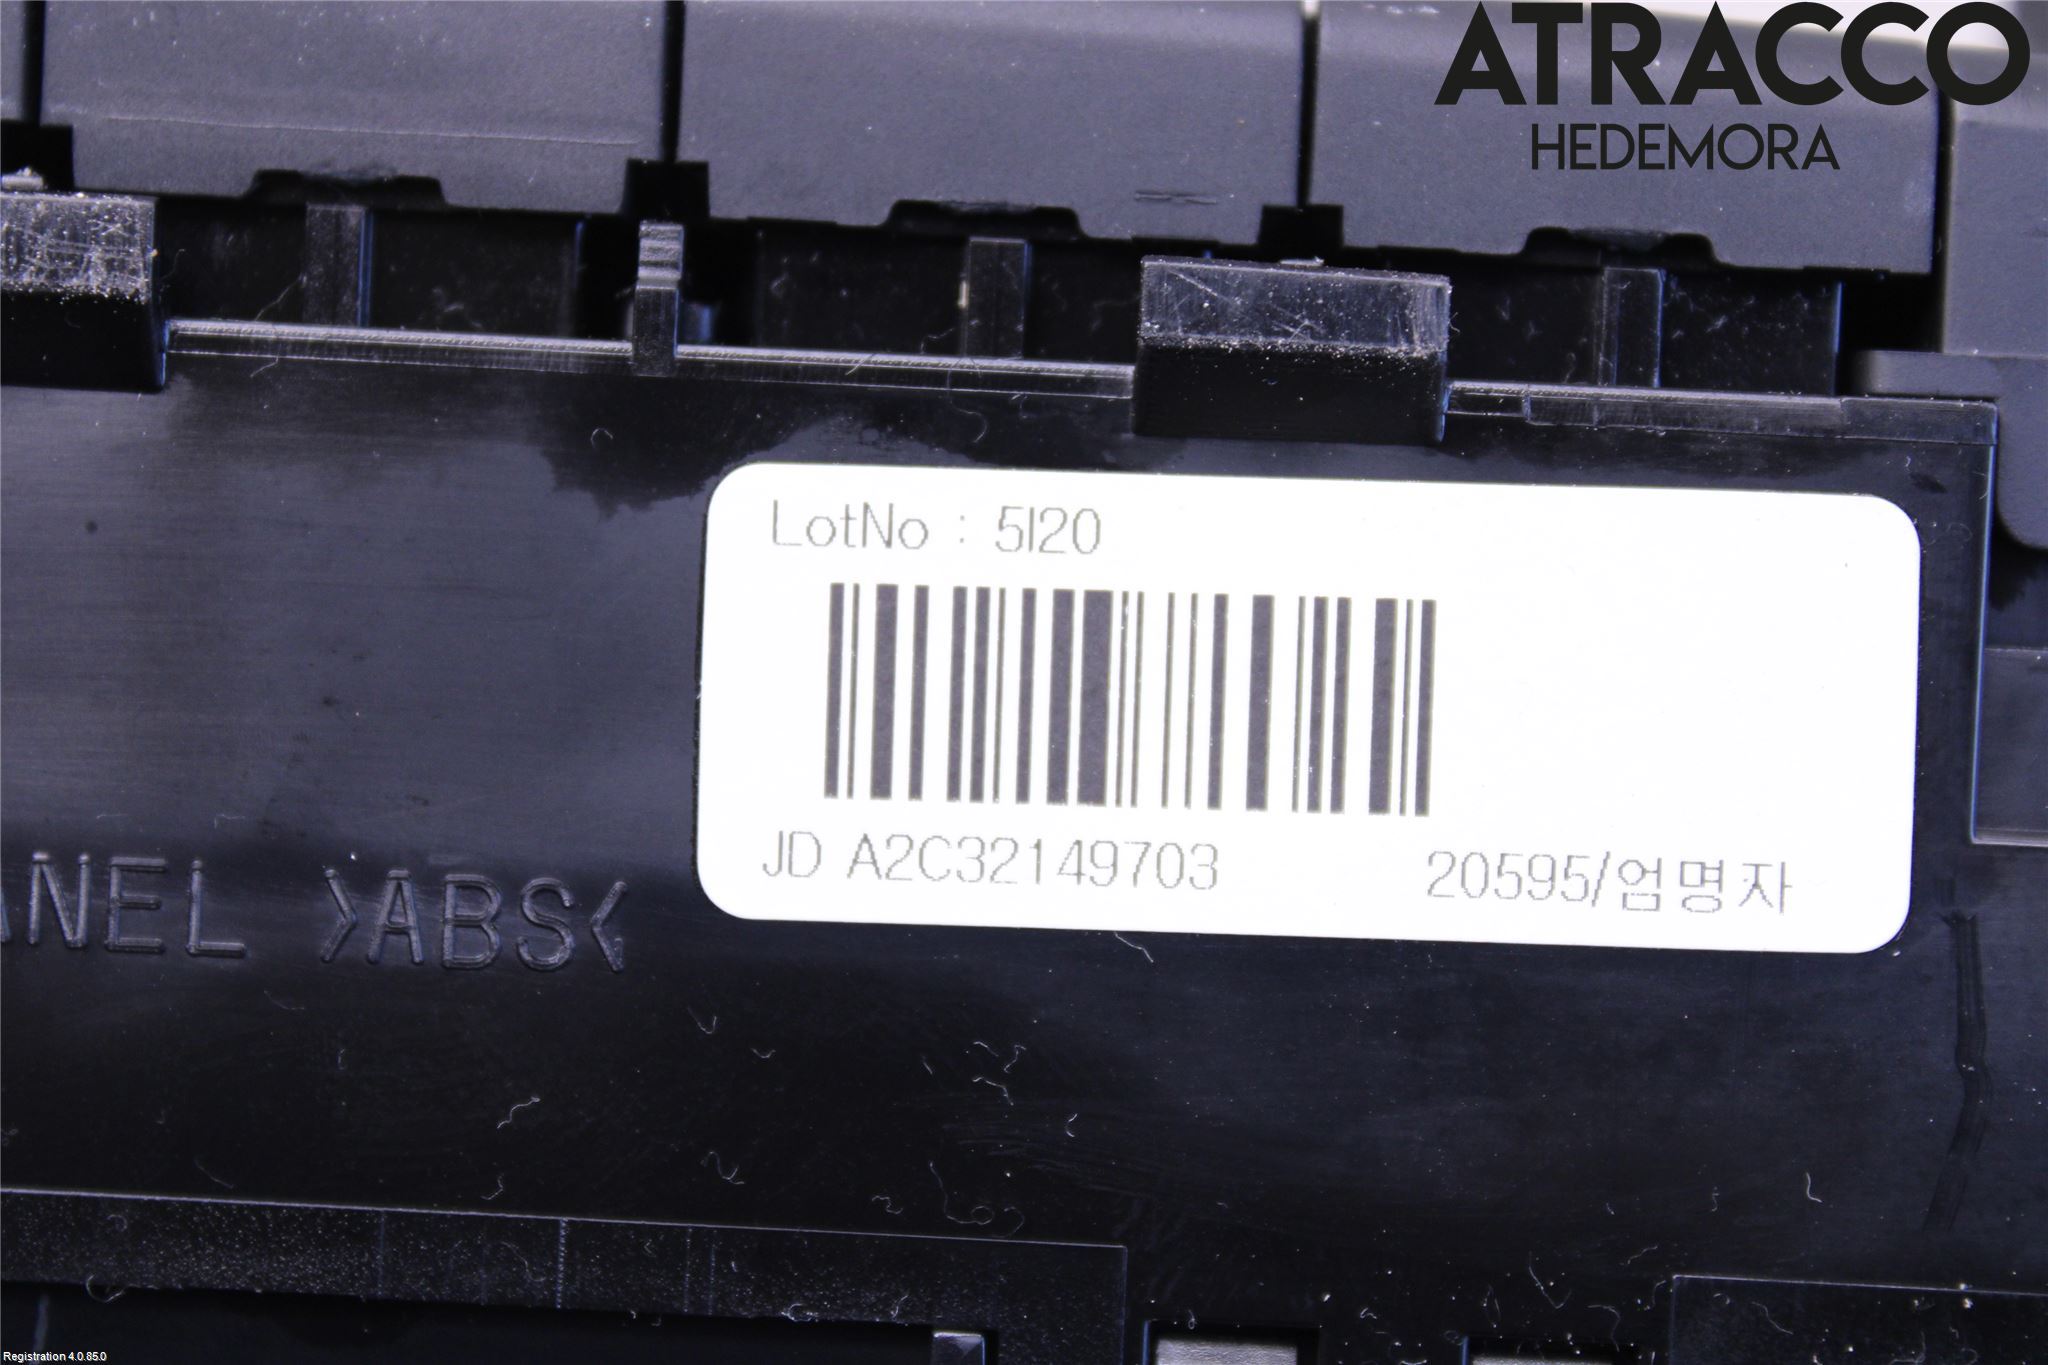 ATRACCO
HEDEMORA
LotNo : 5I20
JD A2C32149703 20595/엄명자
ANEL >ABS<
Registration 4.0.85.0